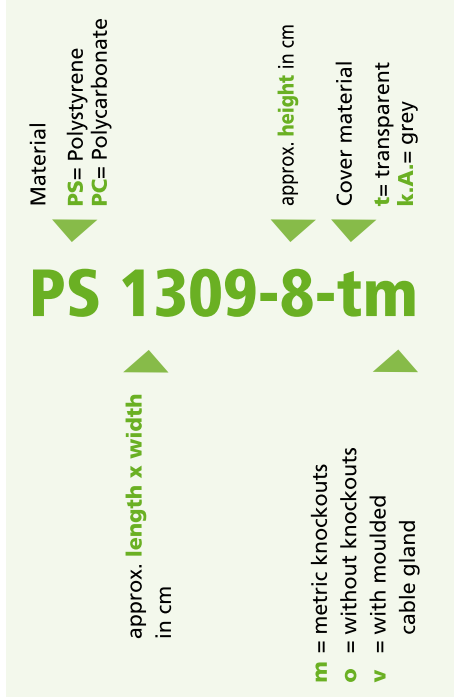 Material
PS= Polystyrene
PC= Polycarbonate
approx. height in cm
Cover material
t= transparent
k.A.= grey
PS 1309-8-tm
approx. length x width
in cm
m = metric knockouts
o = without knockouts
v = with moulded
cable gland